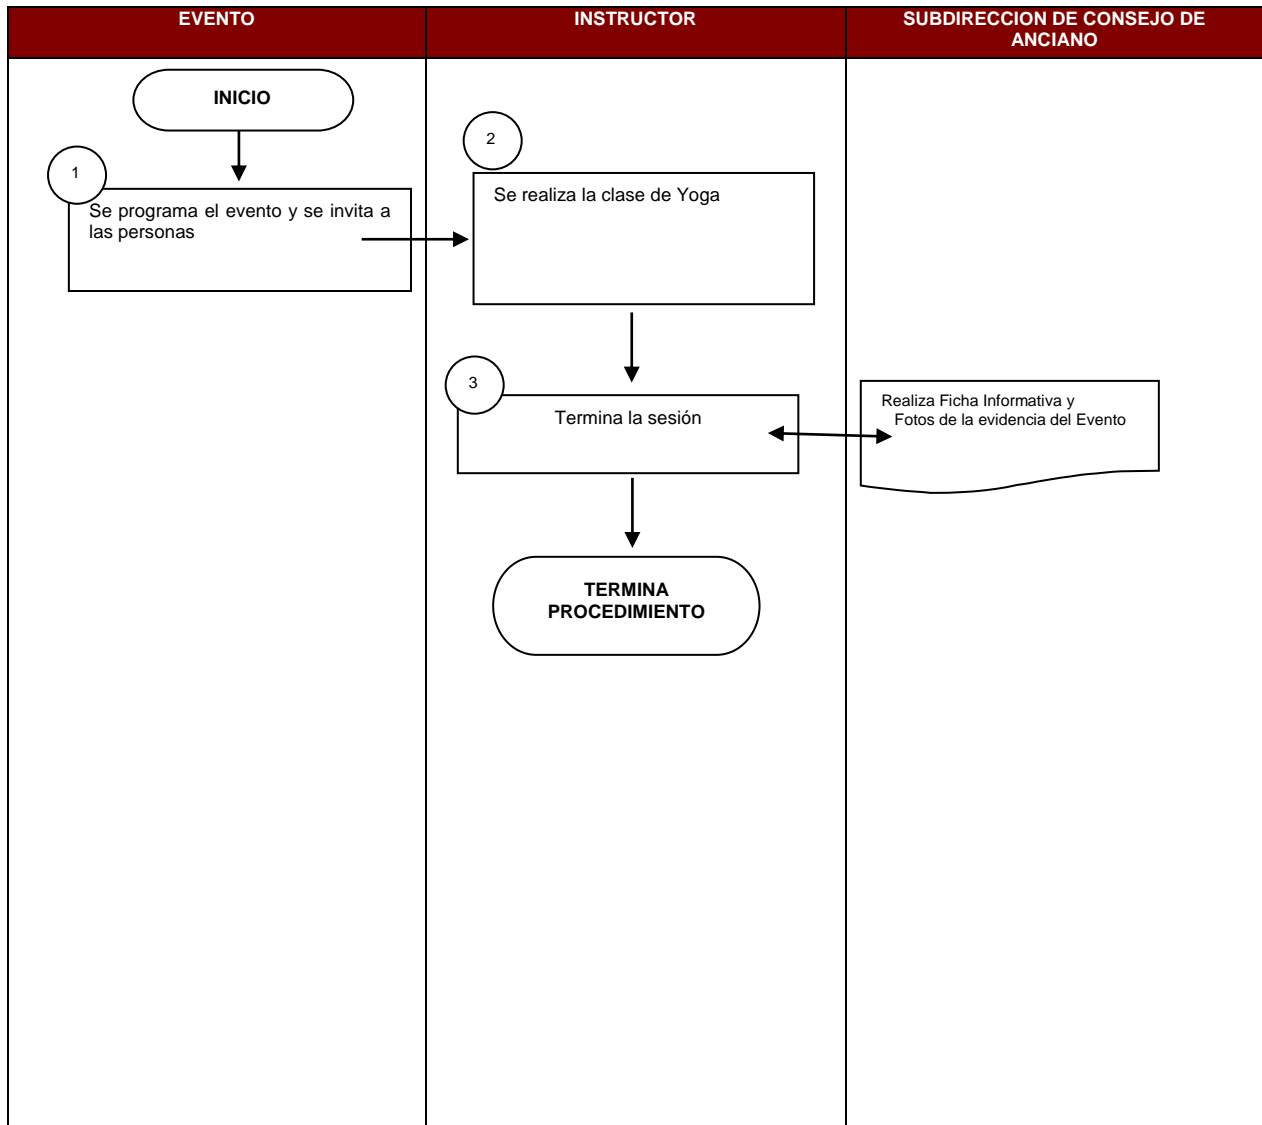 EVENTO
INSTRUCTOR
SUBDIRECCION DE CONSEJO DE
ANCIANO
INICIO
1
Se programa el evento y se invita a
las personas
2
Se realiza la clase de Yoga
3
Termina la sesión
Realiza Ficha Informativa y
Fotos de la evidencia del Evento
TERMINA
PROCEDIMIENTO